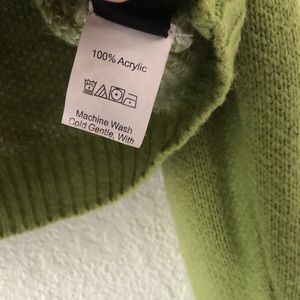 100% Acrylic
Machine Wash
Cold Gentle, With